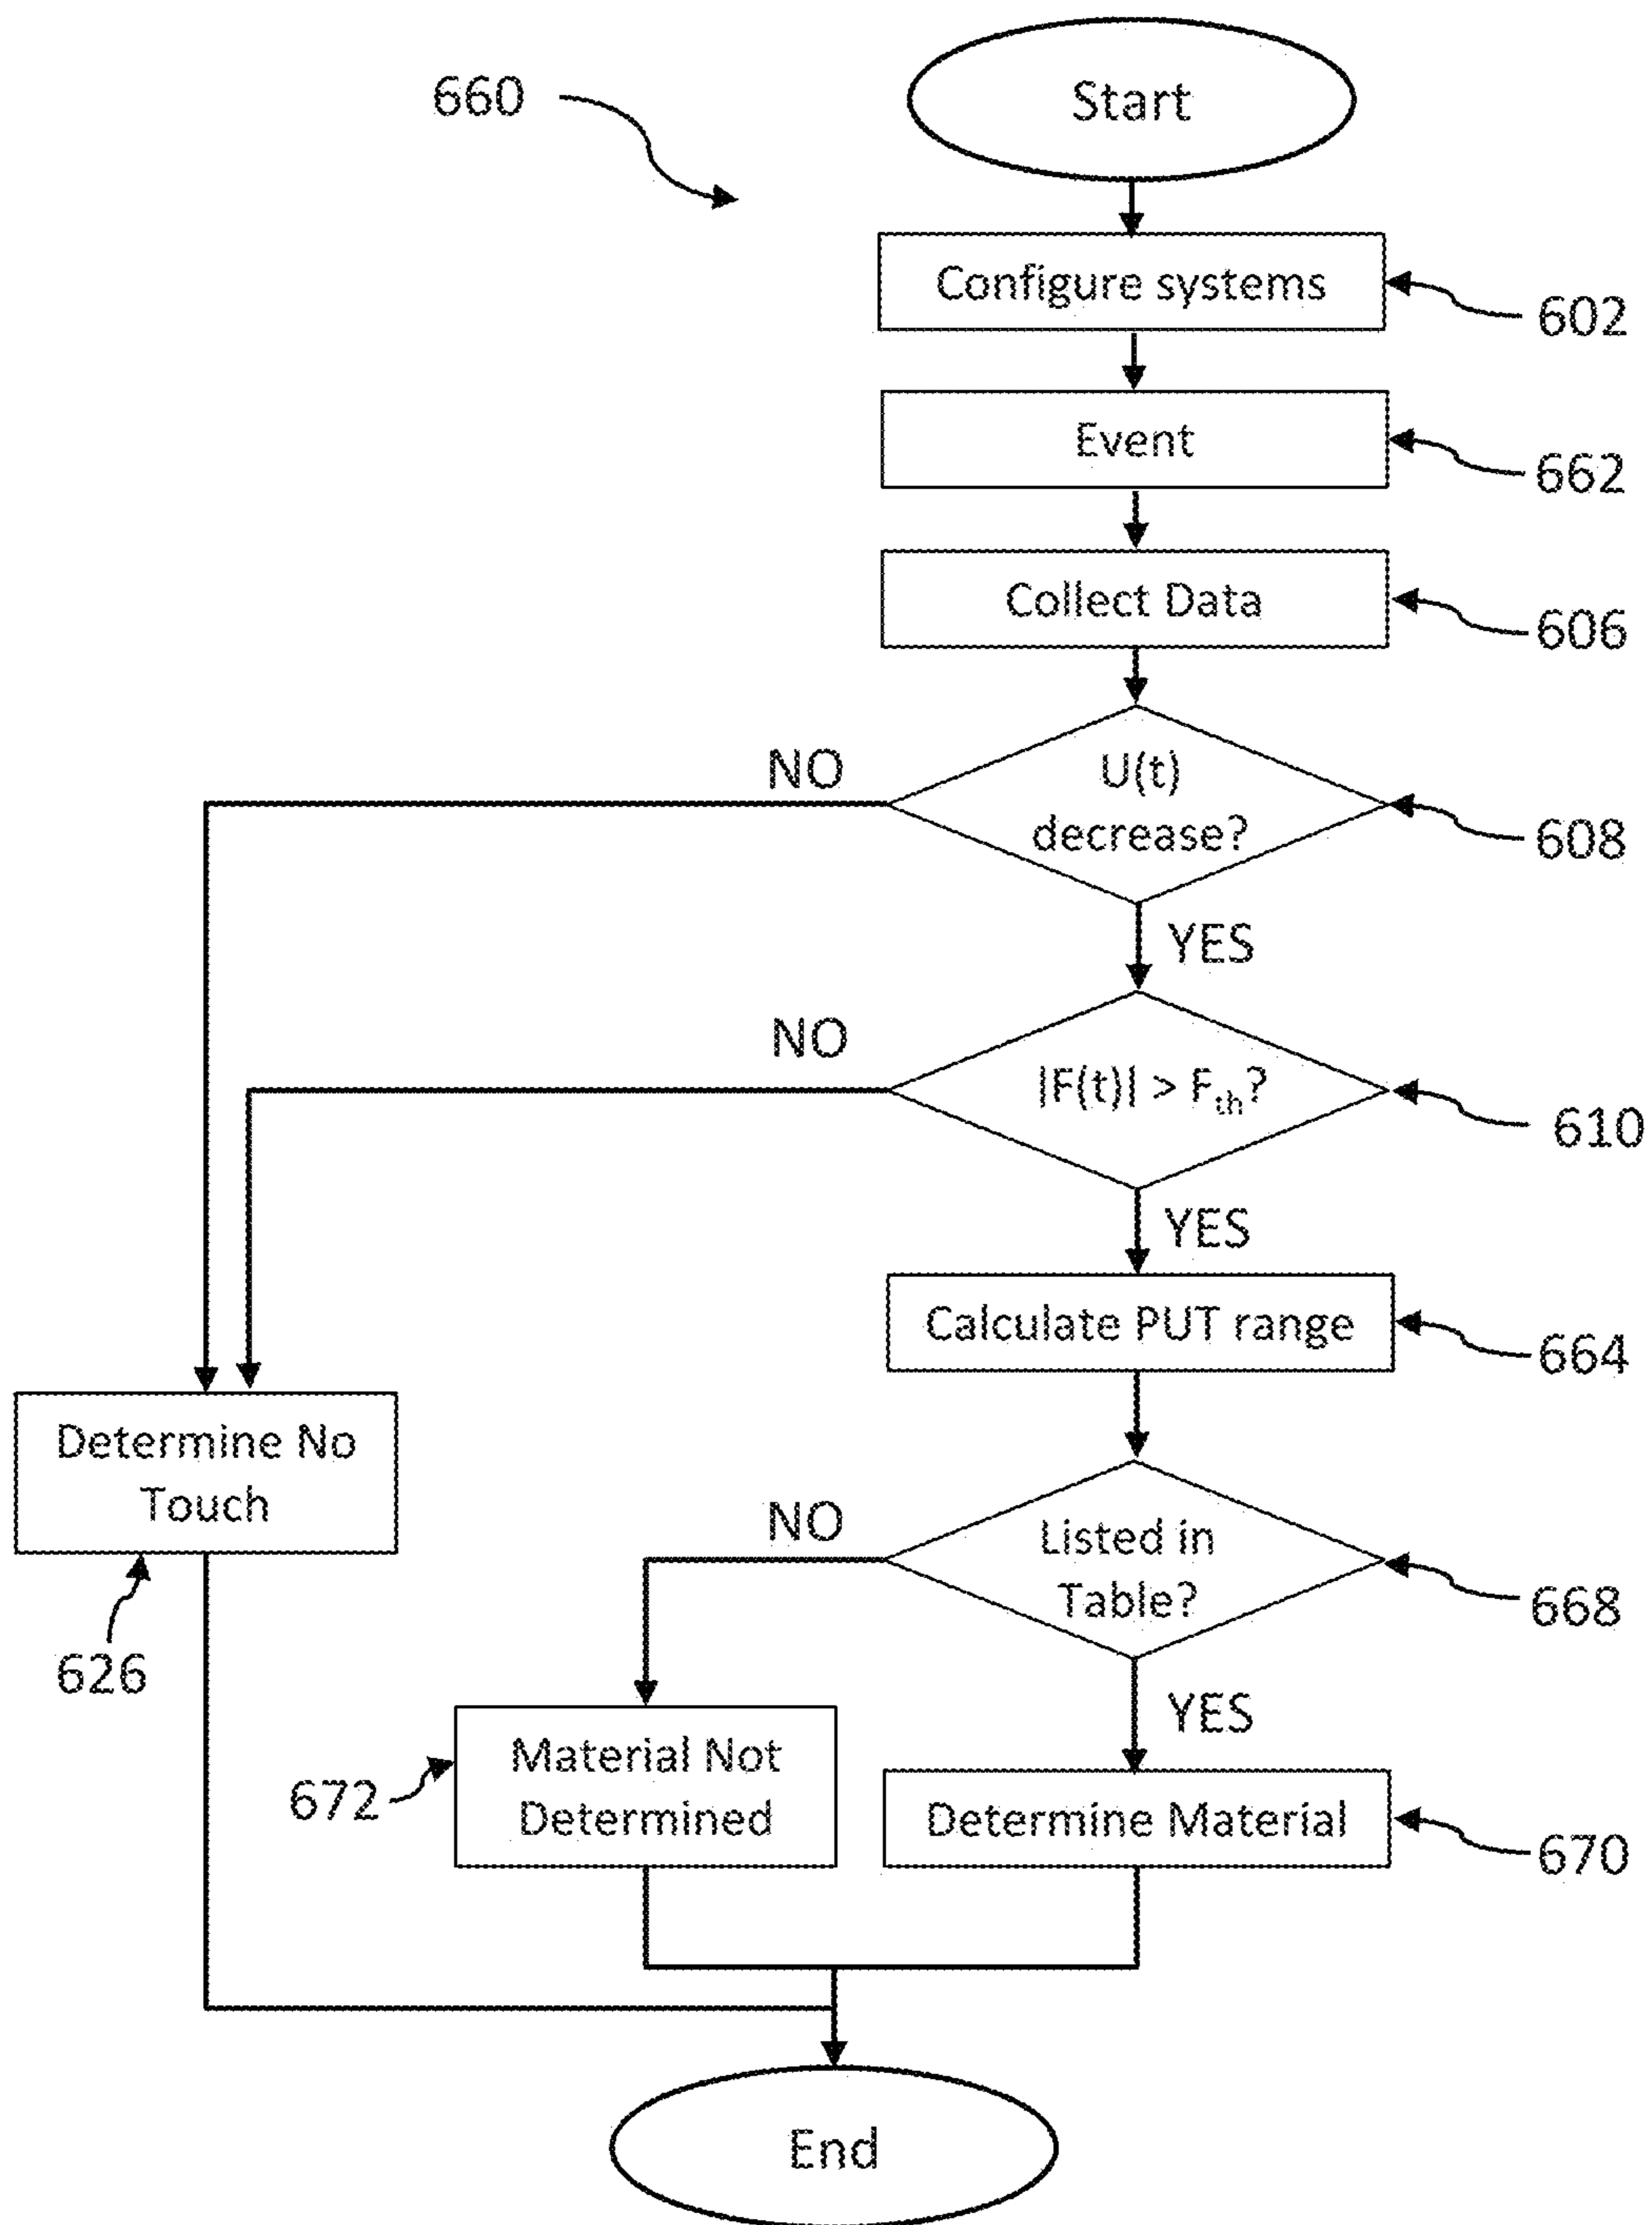 660
Start
Configure systems
602
Event
662
Collect Data
606
NO
U(t)
decrease?
608
YES
NO
|F(t)| > Fth?
610
YES
Calculate PUT range
664
Determine No
Touch
626
NO
Listed in
Table?
668
YES
Material Not
Determined
672
Determine Material
670
End